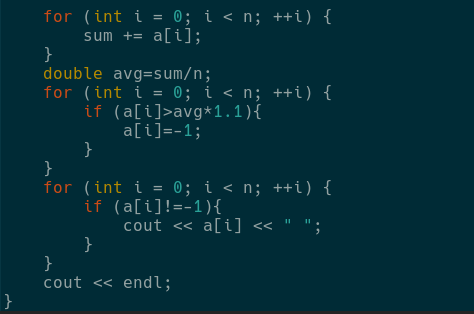 for (int i = 0; i < n; ++i) {
sum += a[i];
}
double avg=sum/n;
for (int i = 0; i < n; ++i) {
if (a[i]>avg*1.1){
a[i]=-1;
}
}
for (int i = 0; i < n; ++i) {
if (a[i]!=-1){
cout << a[i] << " ";
}
}
cout << endl;
}